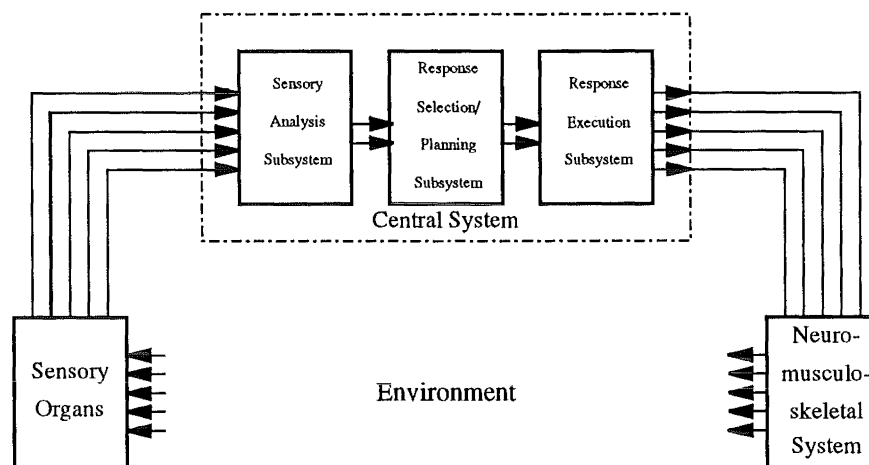 Sensory
Analysis
Subsystem
Response
Selection/
Planning
Subsystem
Response
Execution
Subsystem
Central System
Sensory
Organs
Environment
Neuro-
musculo-
skeletal
System